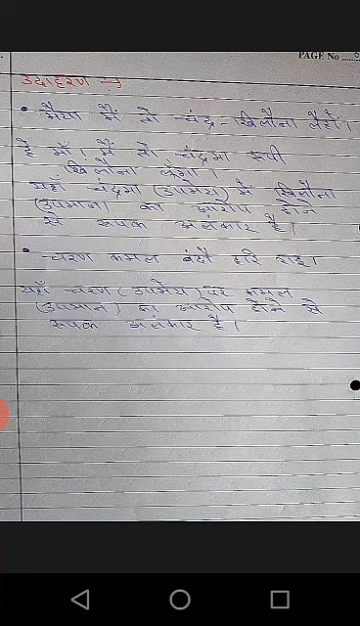 PAGE No
उदाहरण →
• मैया मैं तो चंद्र-खिलौना लैहों।
हे माँ। मैं तो चंद्रमा रूपी
खिलौना लूँगा।
यहाँ चंद्रमा (उपमेय) में खिलौना
(उपमान) का आरोप होने
से रूपक अलंकार है।
• चरण कमल बंदौ हरि राइ।
यहाँ चरण (उपमेय) पर कमल
(उपमान) का आरोप होने से
रूपक अलंकार है।